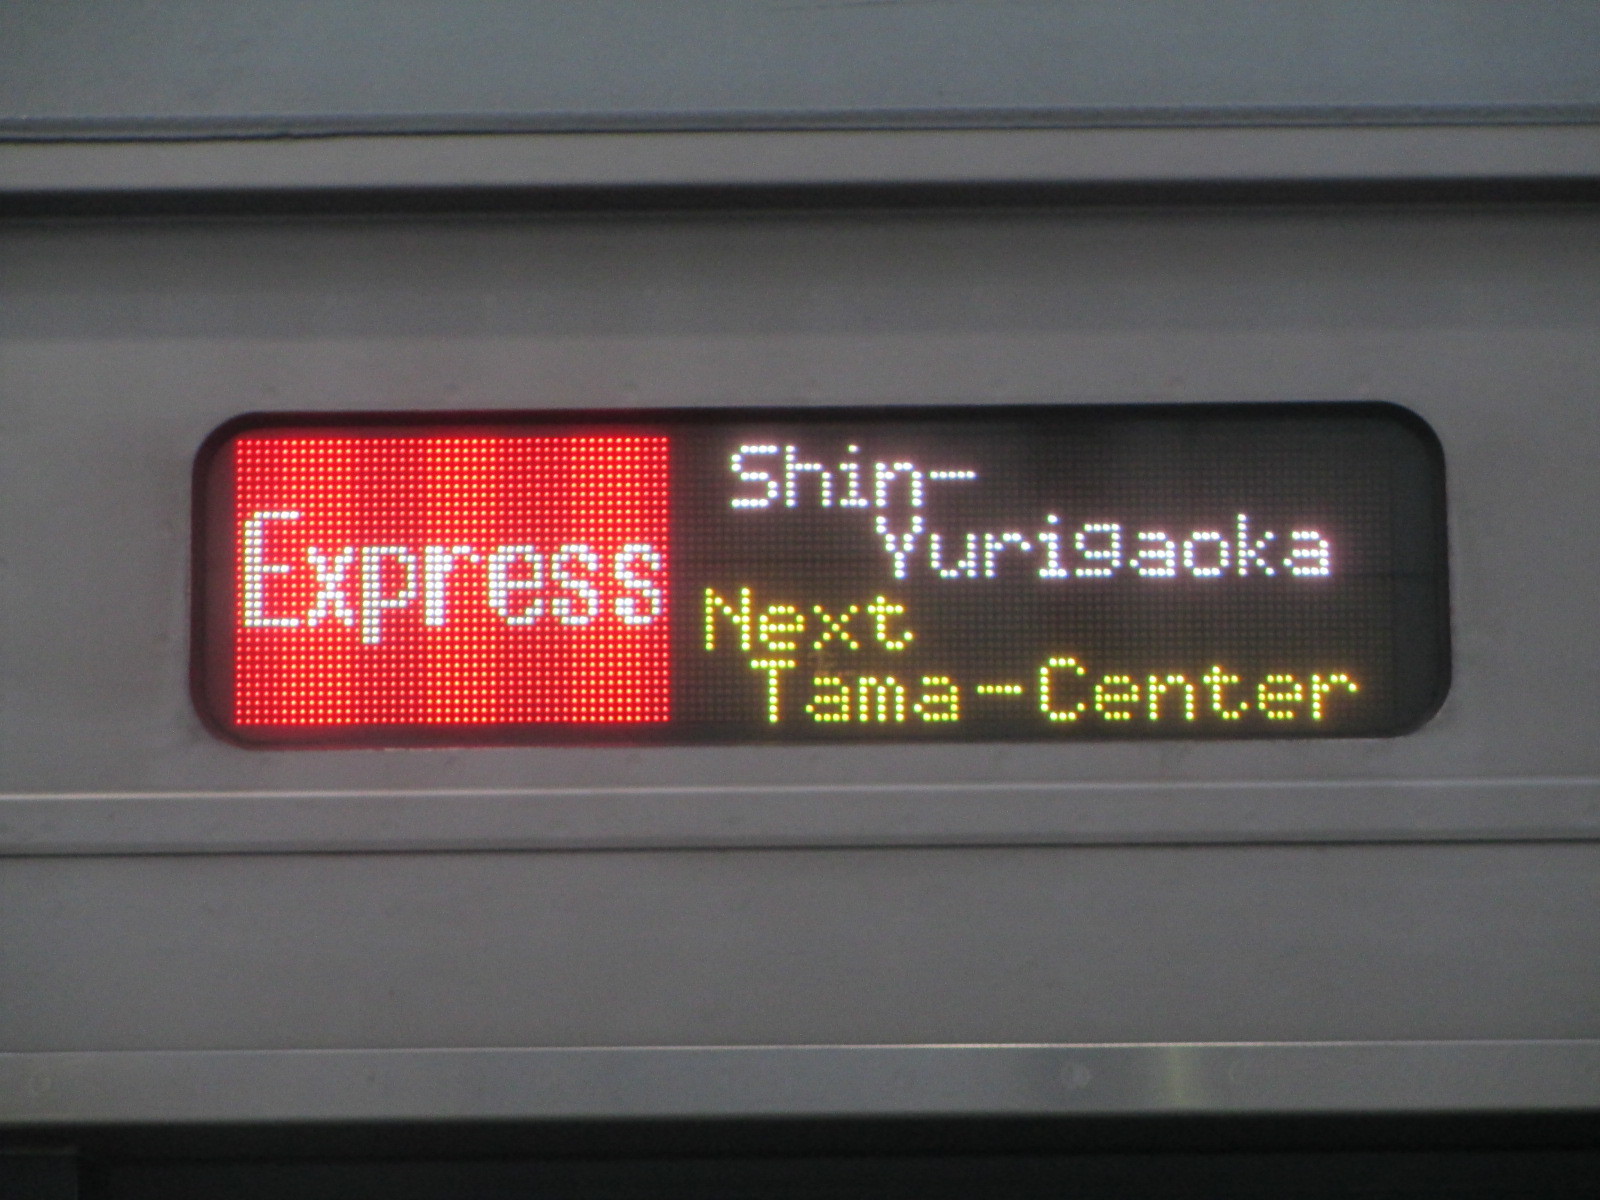 Express
Shin-
Yurigaoka
Next
Tama-Center